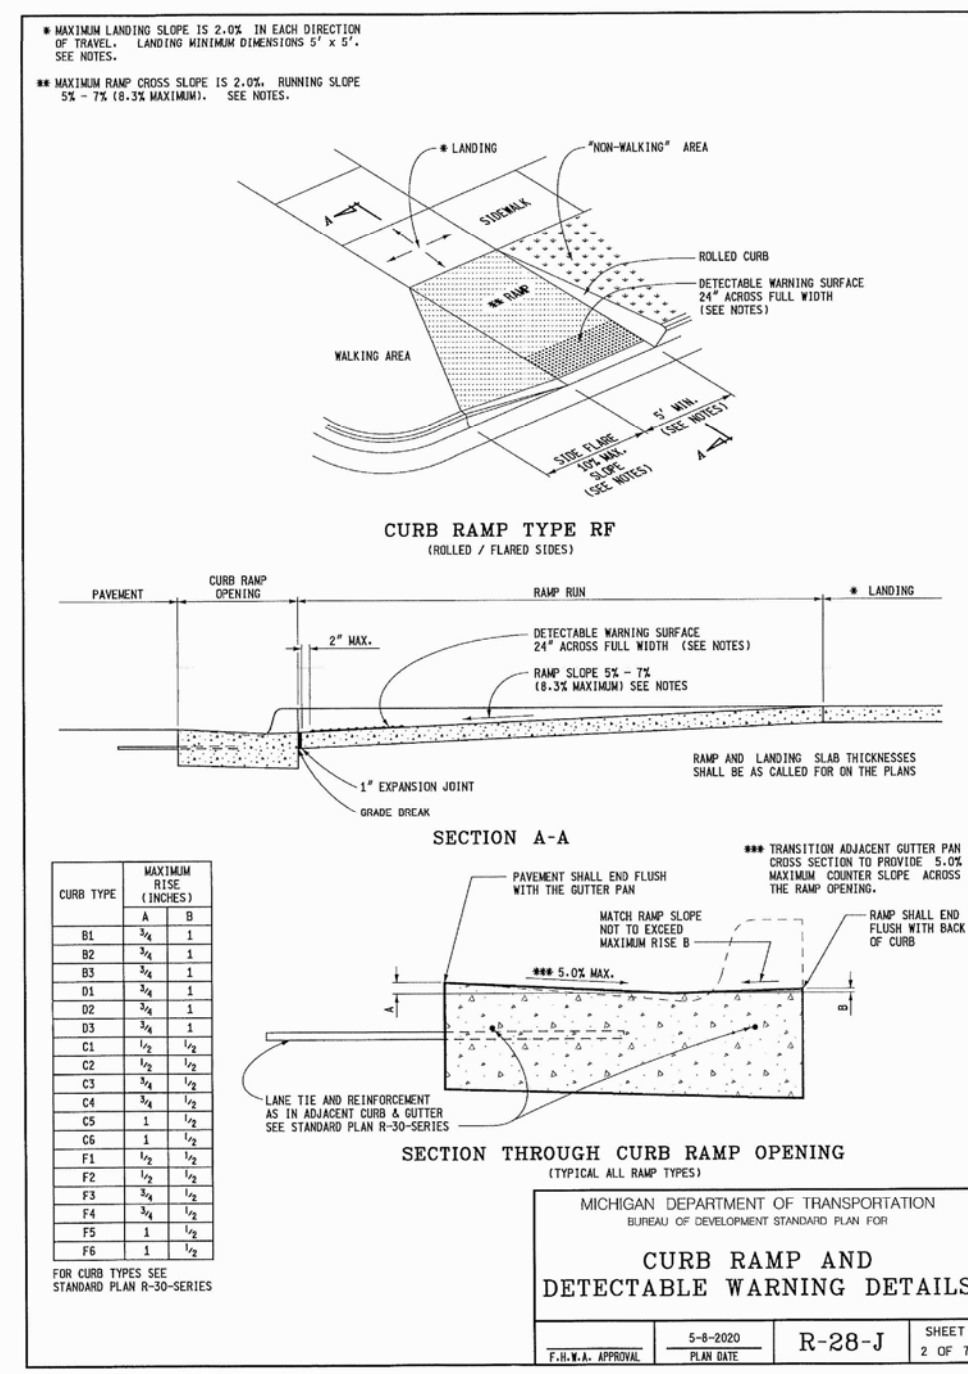 * MAXIMUM LANDING SLOPE IS 2.0% IN EACH DIRECTION
OF TRAVEL. LANDING MINIMUM DIMENSIONS 5' x 5'.
SEE NOTES.
** MAXIMUM RAMP CROSS SLOPE IS 2.0%. RUNNING SLOPE
5% - 7% (8.3% MAXIMUM). SEE NOTES.
* LANDING
"NON-WALKING" AREA
A
SIDEWALK
ROLLED CURB
DETECTABLE WARNING SURFACE
24" ACROSS FULL WIDTH
(SEE NOTES)
** RAMP
WALKING AREA
5' MIN.
(SEE NOTES)
SIDE FLARE
10% MAX.
SLOPE
(SEE NOTES)
A
CURB RAMP TYPE RF
(ROLLED / FLARED SIDES)
PAVEMENT
CURB RAMP
OPENING
RAMP RUN
* LANDING
2" MAX.
DETECTABLE WARNING SURFACE
24" ACROSS FULL WIDTH (SEE NOTES)
RAMP SLOPE 5% - 7%
(8.3% MAXIMUM) SEE NOTES
RAMP AND LANDING SLAB THICKNESSES
SHALL BE AS CALLED FOR ON THE PLANS
1" EXPANSION JOINT
GRADE BREAK
SECTION A-A
CURB TYPE MAXIMUM RISE (INCHES)
A B
B1 3/4 1
B2 3/4 1
B3 3/4 1
D1 3/4 1
D2 3/4 1
D3 3/4 1
C1 1/2 1/2
C2 1/2 1/2
C3 3/4 1/2
C4 3/4 1/2
C5 1 1/2
C6 1 1/2
F1 1/2 1/2
F2 1/2 1/2
F3 3/4 1/2
F4 3/4 1/2
F5 1 1/2
F6 1 1/2
FOR CURB TYPES SEE
STANDARD PLAN R-30-SERIES
*** TRANSITION ADJACENT GUTTER PAN
CROSS SECTION TO PROVIDE 5.0%
MAXIMUM COUNTER SLOPE ACROSS
THE RAMP OPENING.
PAVEMENT SHALL END FLUSH
WITH THE GUTTER PAN
MATCH RAMP SLOPE
NOT TO EXCEED
MAXIMUM RISE B
RAMP SHALL END
FLUSH WITH BACK
OF CURB
*** 5.0% MAX.
A
B
LANE TIE AND REINFORCEMENT
AS IN ADJACENT CURB & GUTTER
SEE STANDARD PLAN R-30-SERIES
SECTION THROUGH CURB RAMP OPENING
(TYPICAL ALL RAMP TYPES)
MICHIGAN DEPARTMENT OF TRANSPORTATION
BUREAU OF DEVELOPMENT STANDARD PLAN FOR
CURB RAMP AND
DETECTABLE WARNING DETAILS
F.H.W.A. APPROVAL
5-8-2020
PLAN DATE
R-28-J
SHEET
2 OF 7